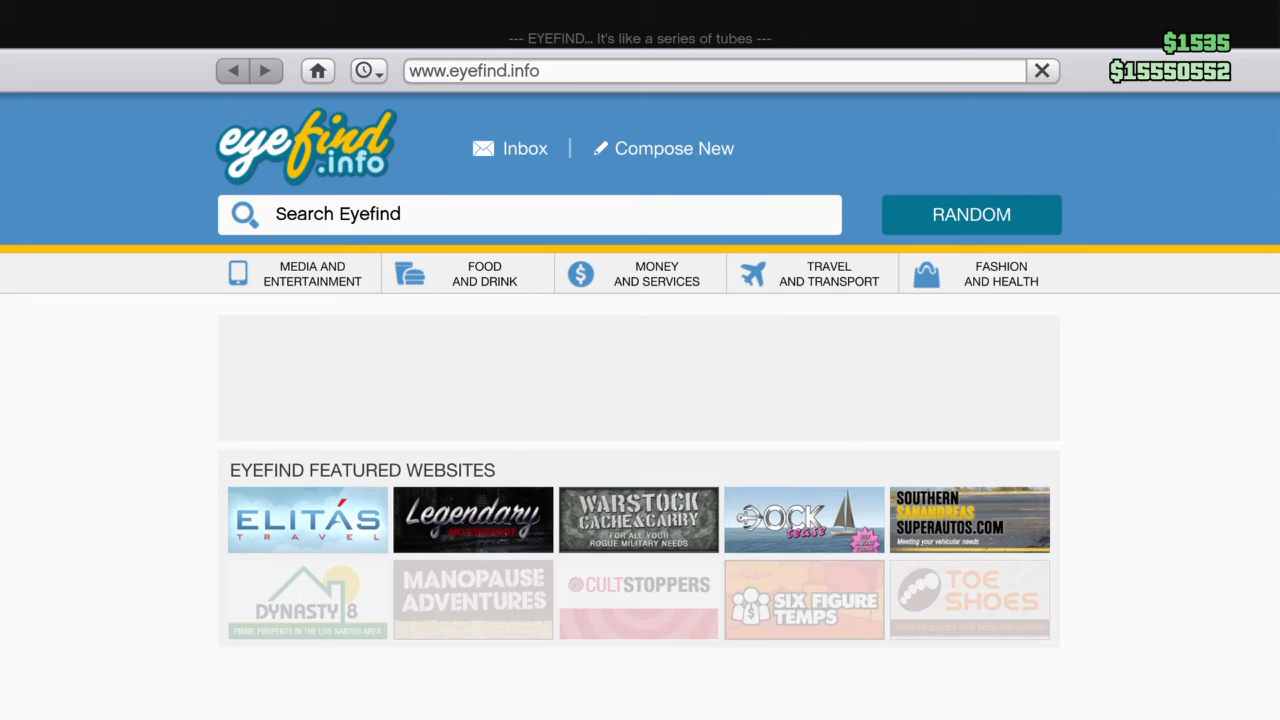 --- EYEFIND... It's like a series of tubes ---
$1535
www.eyefind.info
$15550552
eyefind
.info
Inbox
Compose New
Search Eyefind
RANDOM
MEDIA AND
ENTERTAINMENT
FOOD
AND DRINK
MONEY
AND SERVICES
TRAVEL
AND TRANSPORT
FASHION
AND HEALTH
EYEFIND FEATURED WEBSITES
ELITÁS
TRAVEL
Legendary
MOTORSPORT
WARSTOCK
CACHE&CARRY
FOR ALL YOUR
ROGUE MILITARY NEEDS
DOCK
tease
SOUTHERN
SANANDREAS
SUPERAUTOS.COM
Meeting your vehicular needs
DYNASTY 8
PRIME PROPERTY IN THE LOS SANTOS AREA
MANOPAUSE
ADVENTURES
CULTSTOPPERS
SIX FIGURE
TEMPS
TOE
SHOES